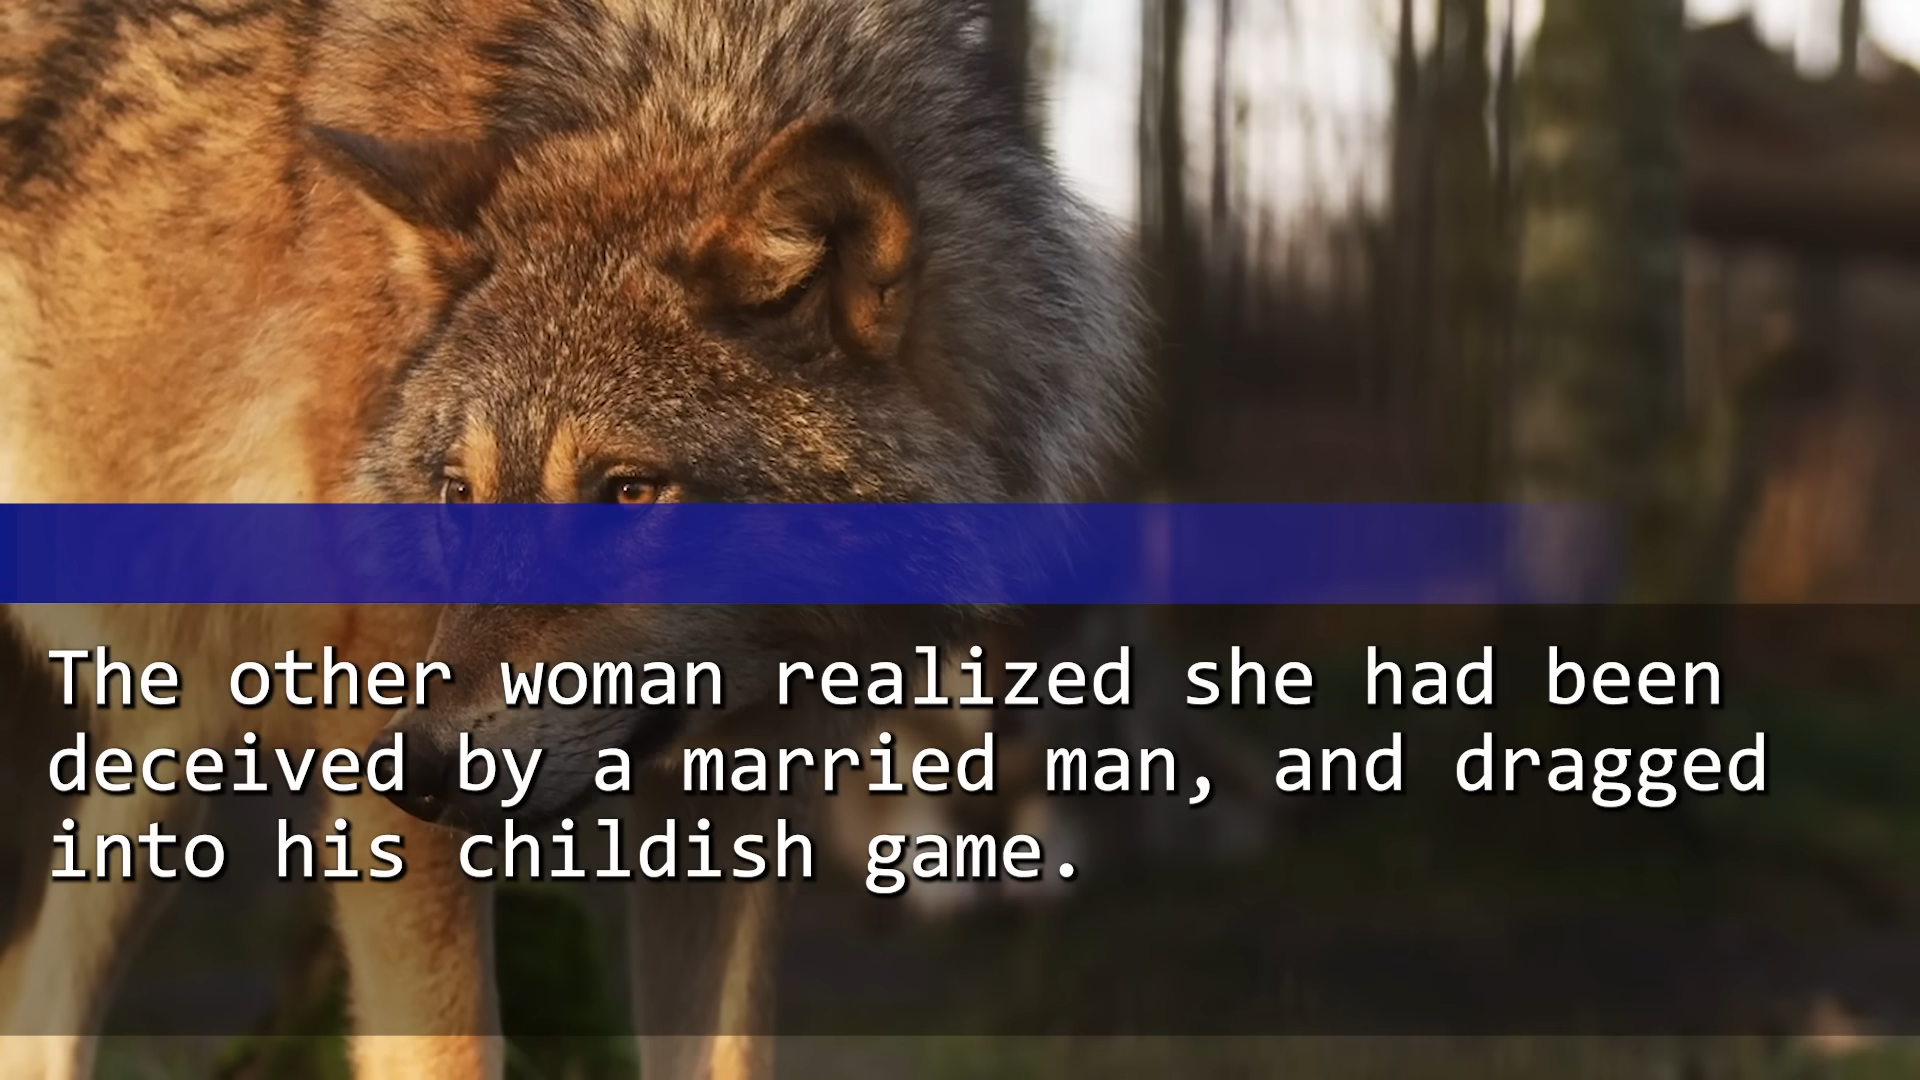 The other woman realized she had been
deceived by a married man, and dragged
into his childish game.